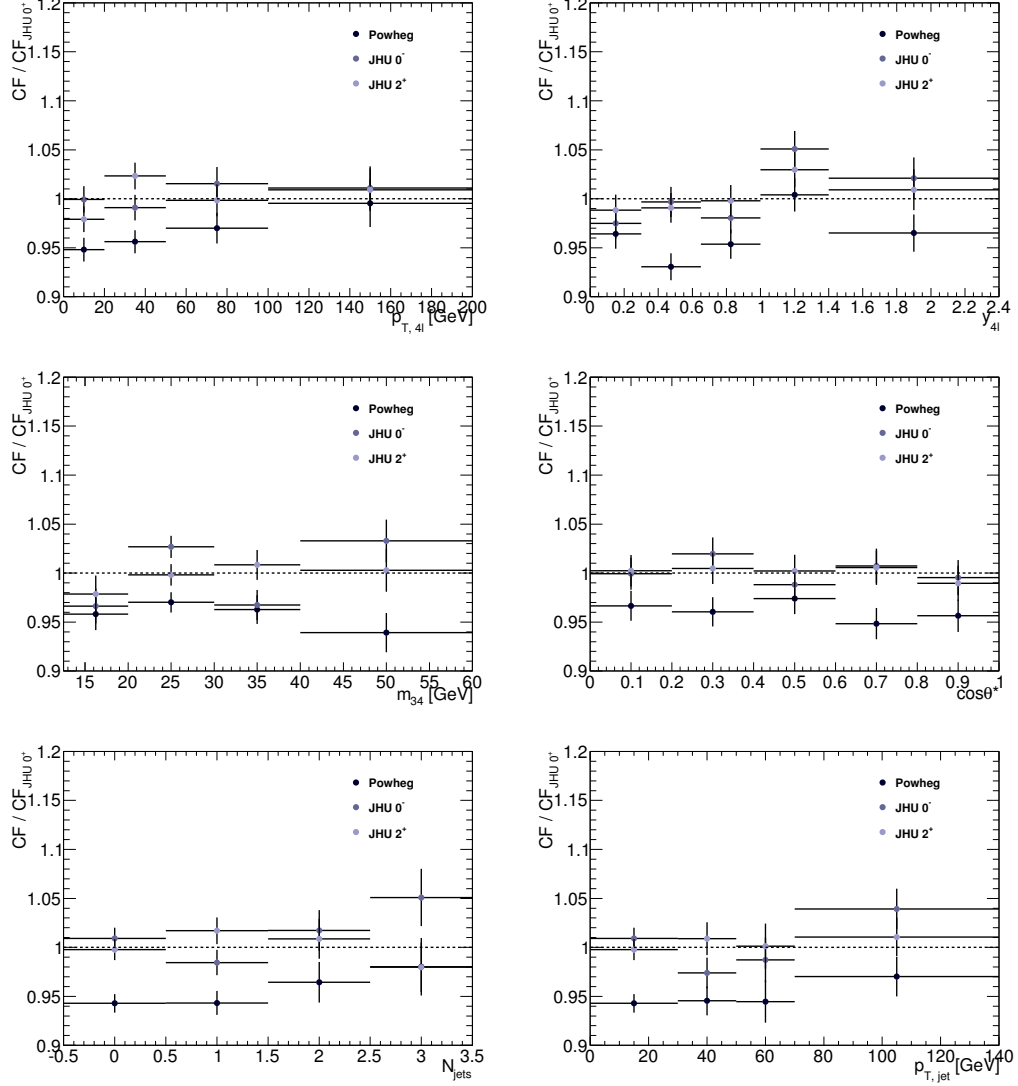 CF / CF_JHU 0+
1.2
1.15
1.1
1.05
1
0.95
0.9
Powheg
JHU 0-
JHU 2+
0 20 40 60 80 100 120 140 160 180 200
p_T, 4l [GeV]
CF / CF_JHU 0+
1.2
1.15
1.1
1.05
1
0.95
0.9
Powheg
JHU 0-
JHU 2+
0 0.2 0.4 0.6 0.8 1 1.2 1.4 1.6 1.8 2 2.2 2.4
y_4l
CF / CF_JHU 0+
1.2
1.15
1.1
1.05
1
0.95
0.9
Powheg
JHU 0-
JHU 2+
15 20 25 30 35 40 45 50 55 60
m_34 [GeV]
CF / CF_JHU 0+
1.2
1.15
1.1
1.05
1
0.95
0.9
Powheg
JHU 0-
JHU 2+
0 0.1 0.2 0.3 0.4 0.5 0.6 0.7 0.8 0.9 1
cosθ*
CF / CF_JHU 0+
1.2
1.15
1.1
1.05
1
0.95
0.9
Powheg
JHU 0-
JHU 2+
-0.5 0 0.5 1 1.5 2 2.5 3 3.5
N_jets
CF / CF_JHU 0+
1.2
1.15
1.1
1.05
1
0.95
0.9
Powheg
JHU 0-
JHU 2+
0 20 40 60 80 100 120 140
p_T, jet [GeV]